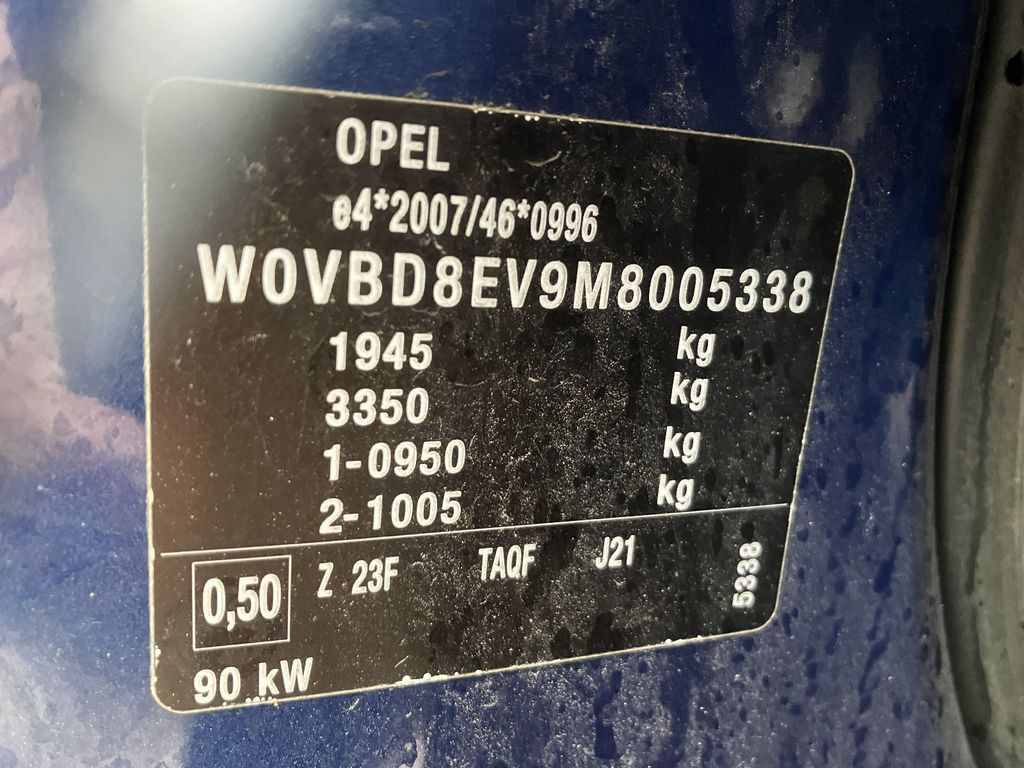 OPEL
e4*2007/46*0996
W0VBD8EV9M8005338
1945 kg
3350 kg
1-0950 kg
2-1005 kg
0,50 Z 23F TAQF J21 5338
90 kW